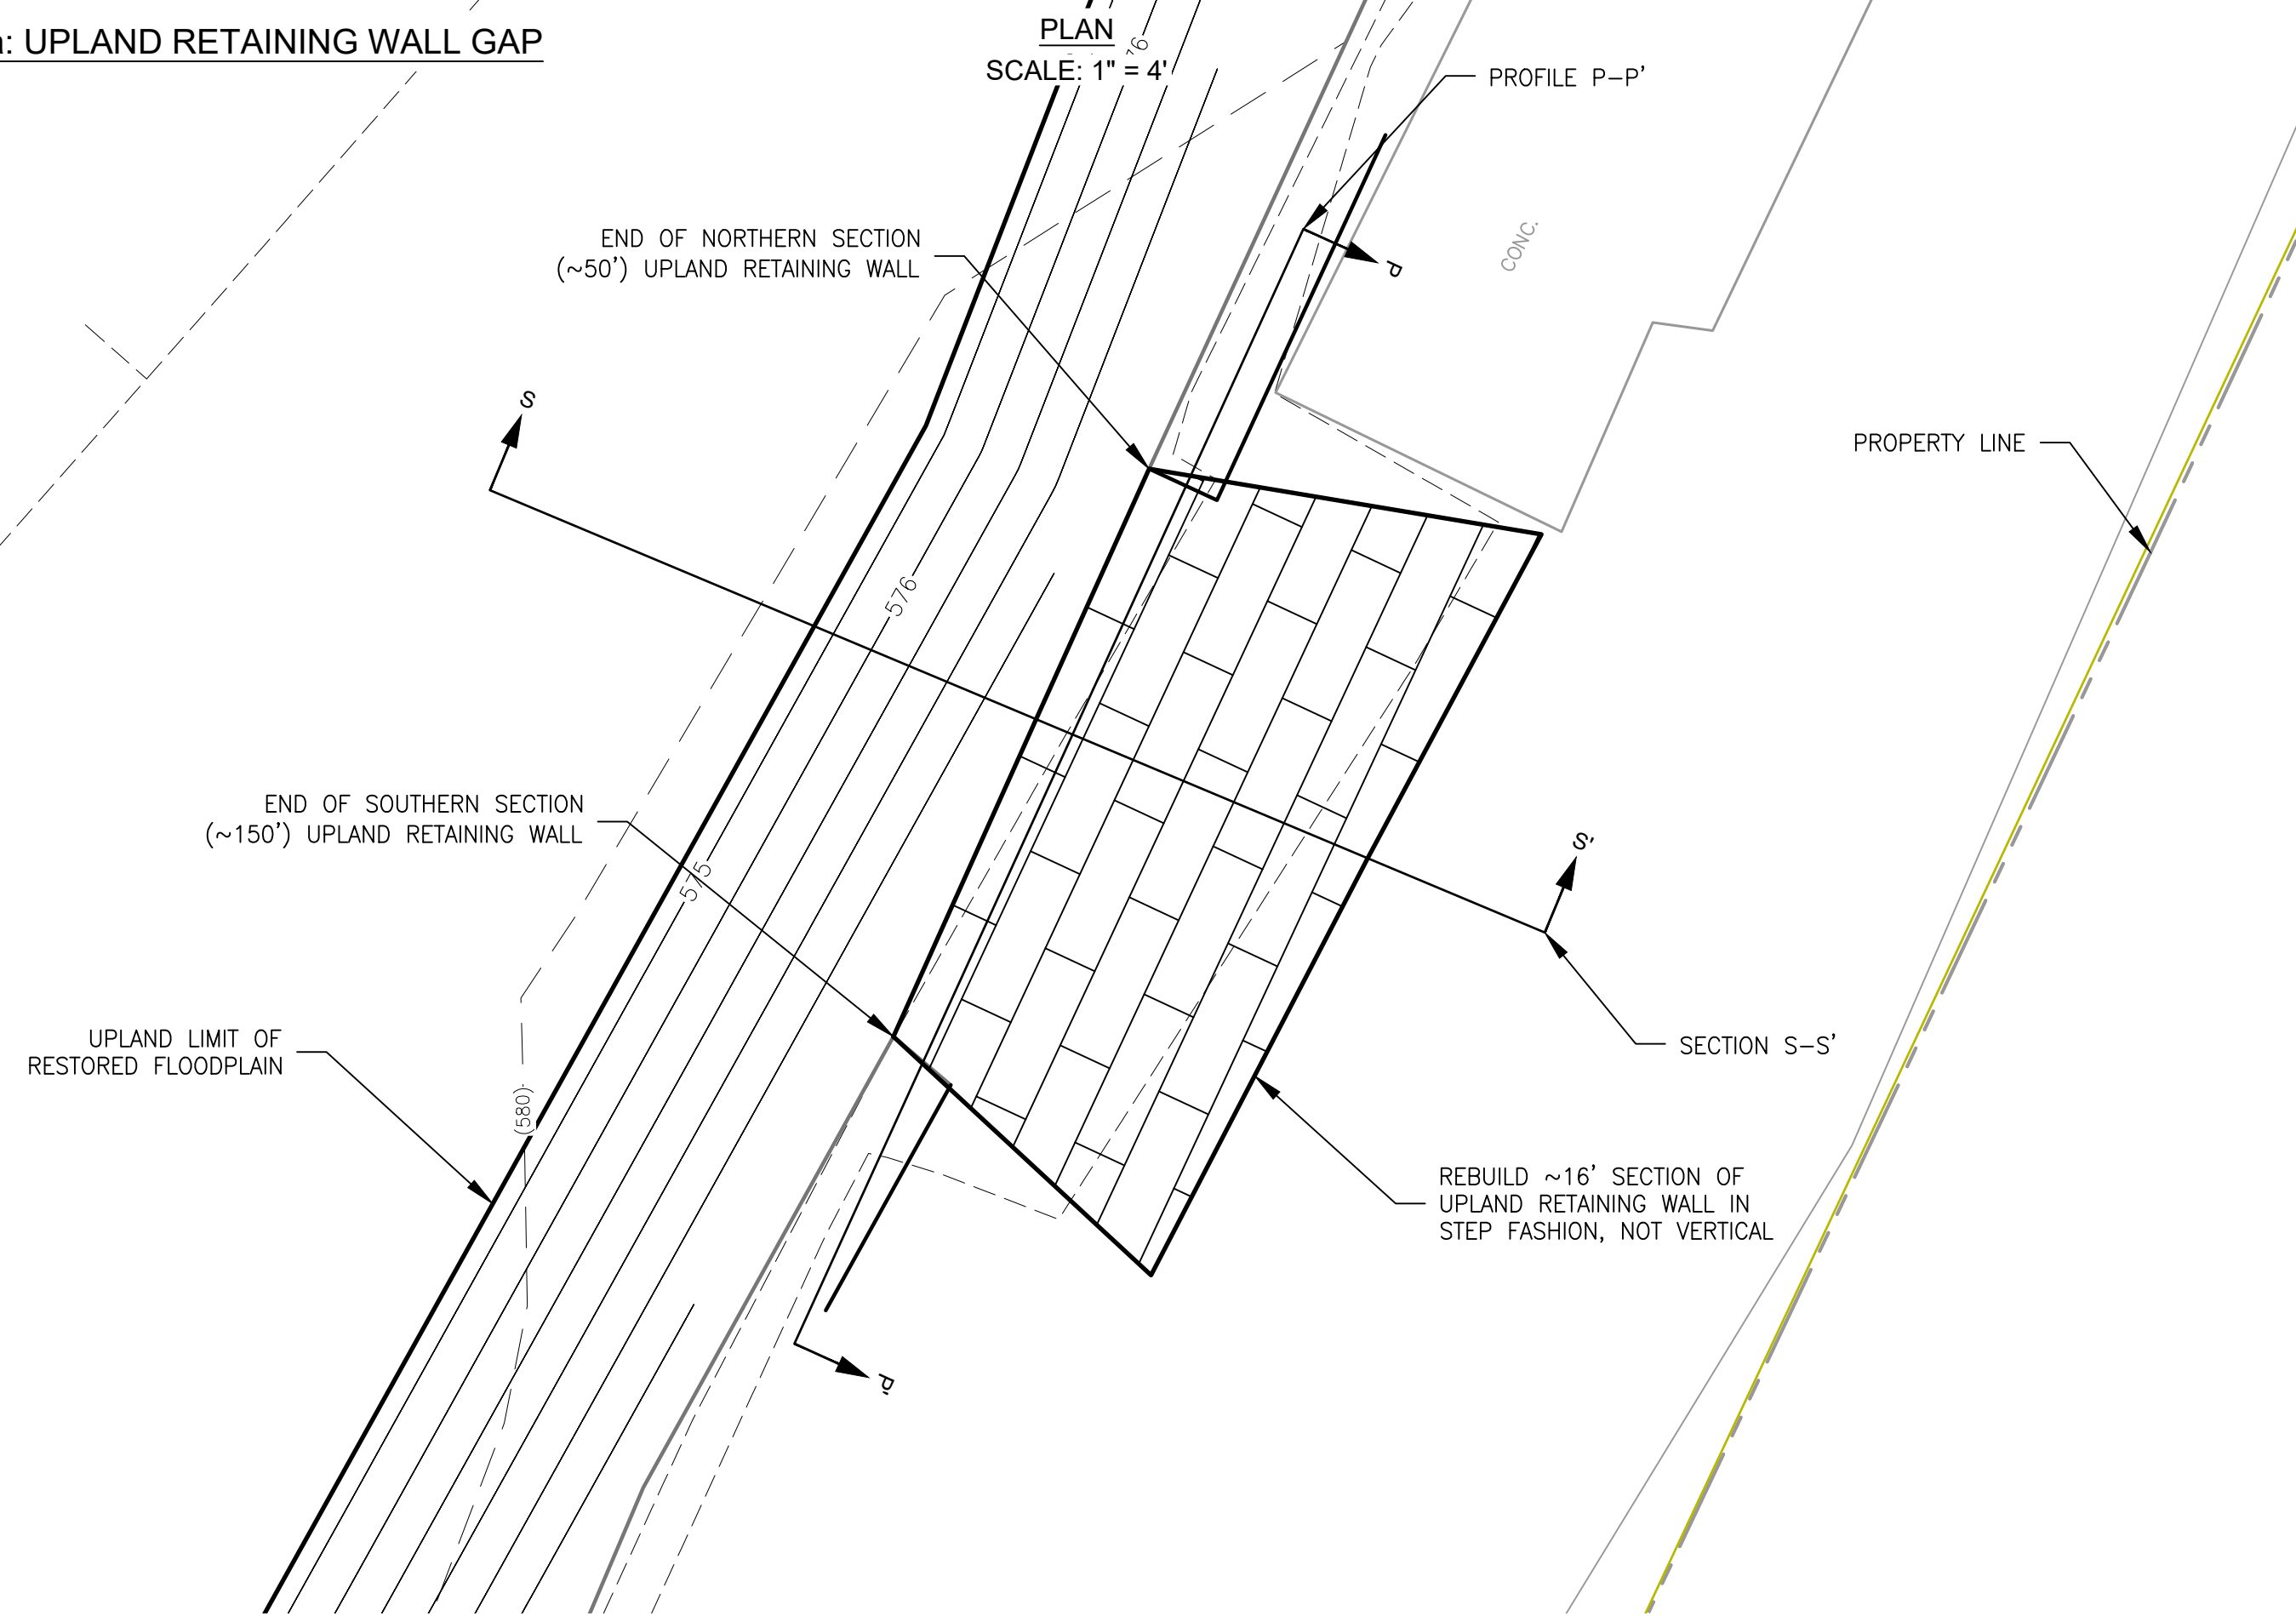 : UPLAND RETAINING WALL GAP
PLAN
SCALE: 1" = 4'
PROFILE P-P'
END OF NORTHERN SECTION
(~50') UPLAND RETAINING WALL
P
CONC.
S
PROPERTY LINE
576
END OF SOUTHERN SECTION
(~150') UPLAND RETAINING WALL
S'
575
UPLAND LIMIT OF
RESTORED FLOODPLAIN
SECTION S-S'
(580)
REBUILD ~16' SECTION OF
UPLAND RETAINING WALL IN
STEP FASHION, NOT VERTICAL
P'